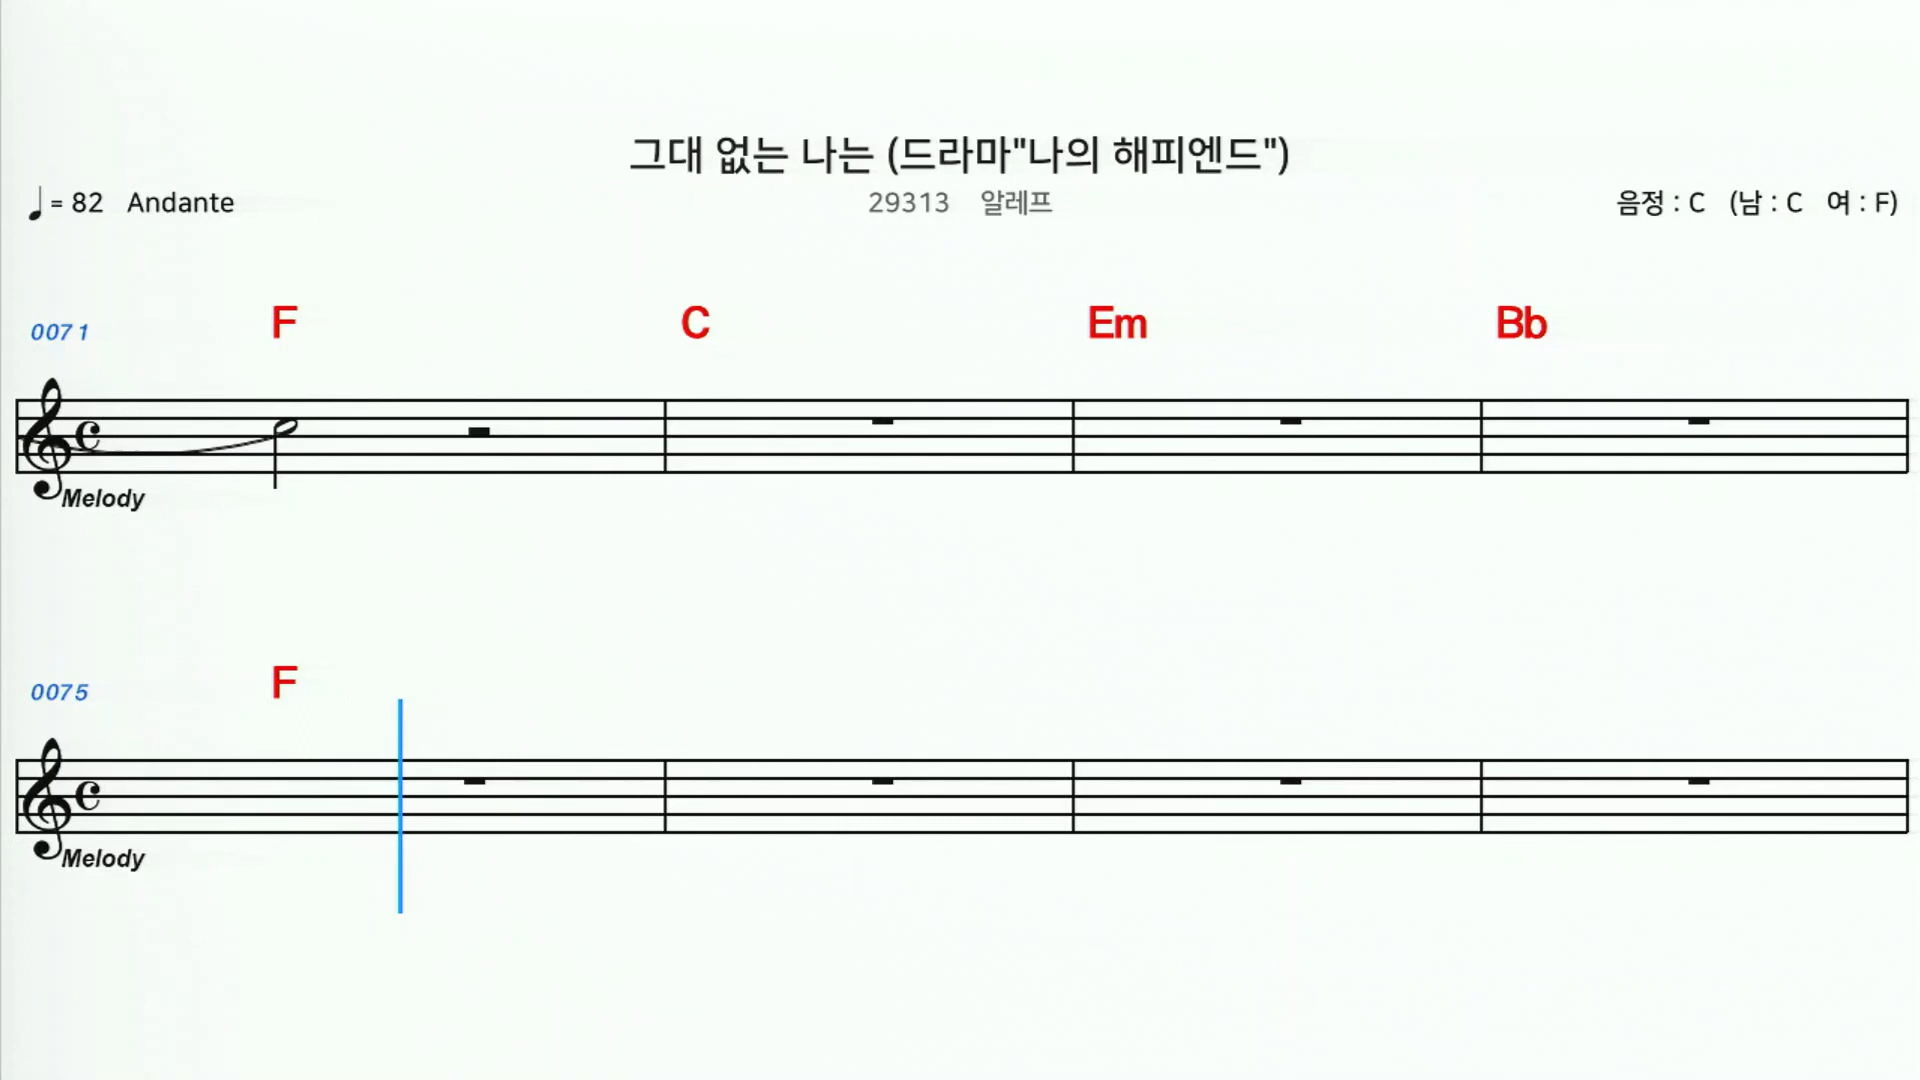 그대 없는 나는 (드라마"나의 해피엔드")
= 82 Andante 29313 알레프 음정 : C (남 : C 여 : F)
0071 F C Em Bb
Melody
0075 F
Melody